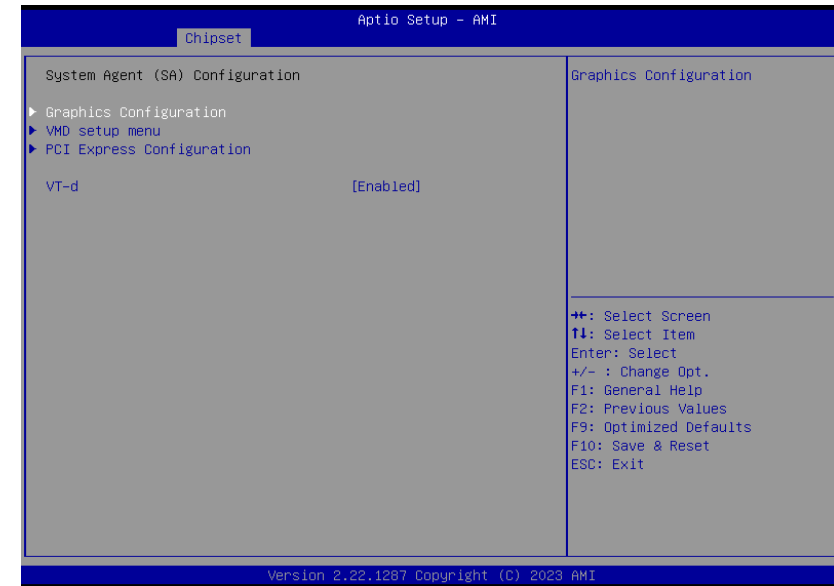 Aptio Setup – AMI
Chipset
System Agent (SA) Configuration
▶ Graphics Configuration
▶ VMD setup menu
▶ PCI Express Configuration
VT-d [Enabled]
Graphics Configuration
→←: Select Screen
↑↓: Select Item
Enter: Select
+/- : Change Opt.
F1: General Help
F2: Previous Values
F9: Optimized Defaults
F10: Save & Reset
ESC: Exit
Version 2.22.1287 Copyright (C) 2023 AMI